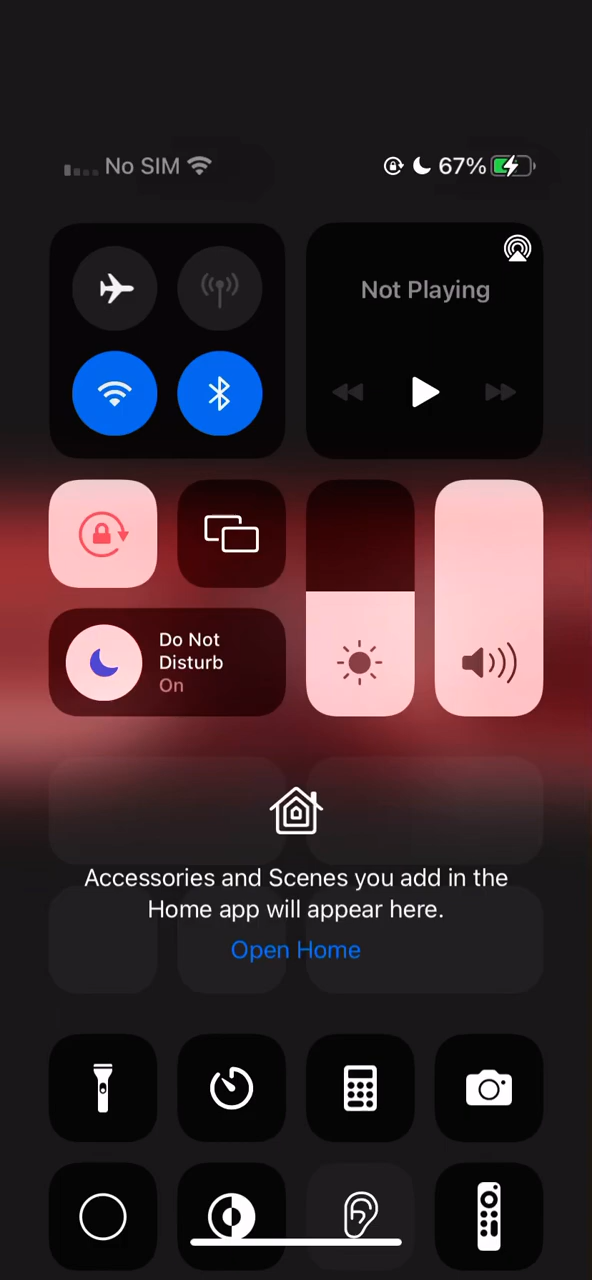 No SIM 67%
Not Playing
Do Not
Disturb
On
Accessories and Scenes you add in the
Home app will appear here.
Open Home